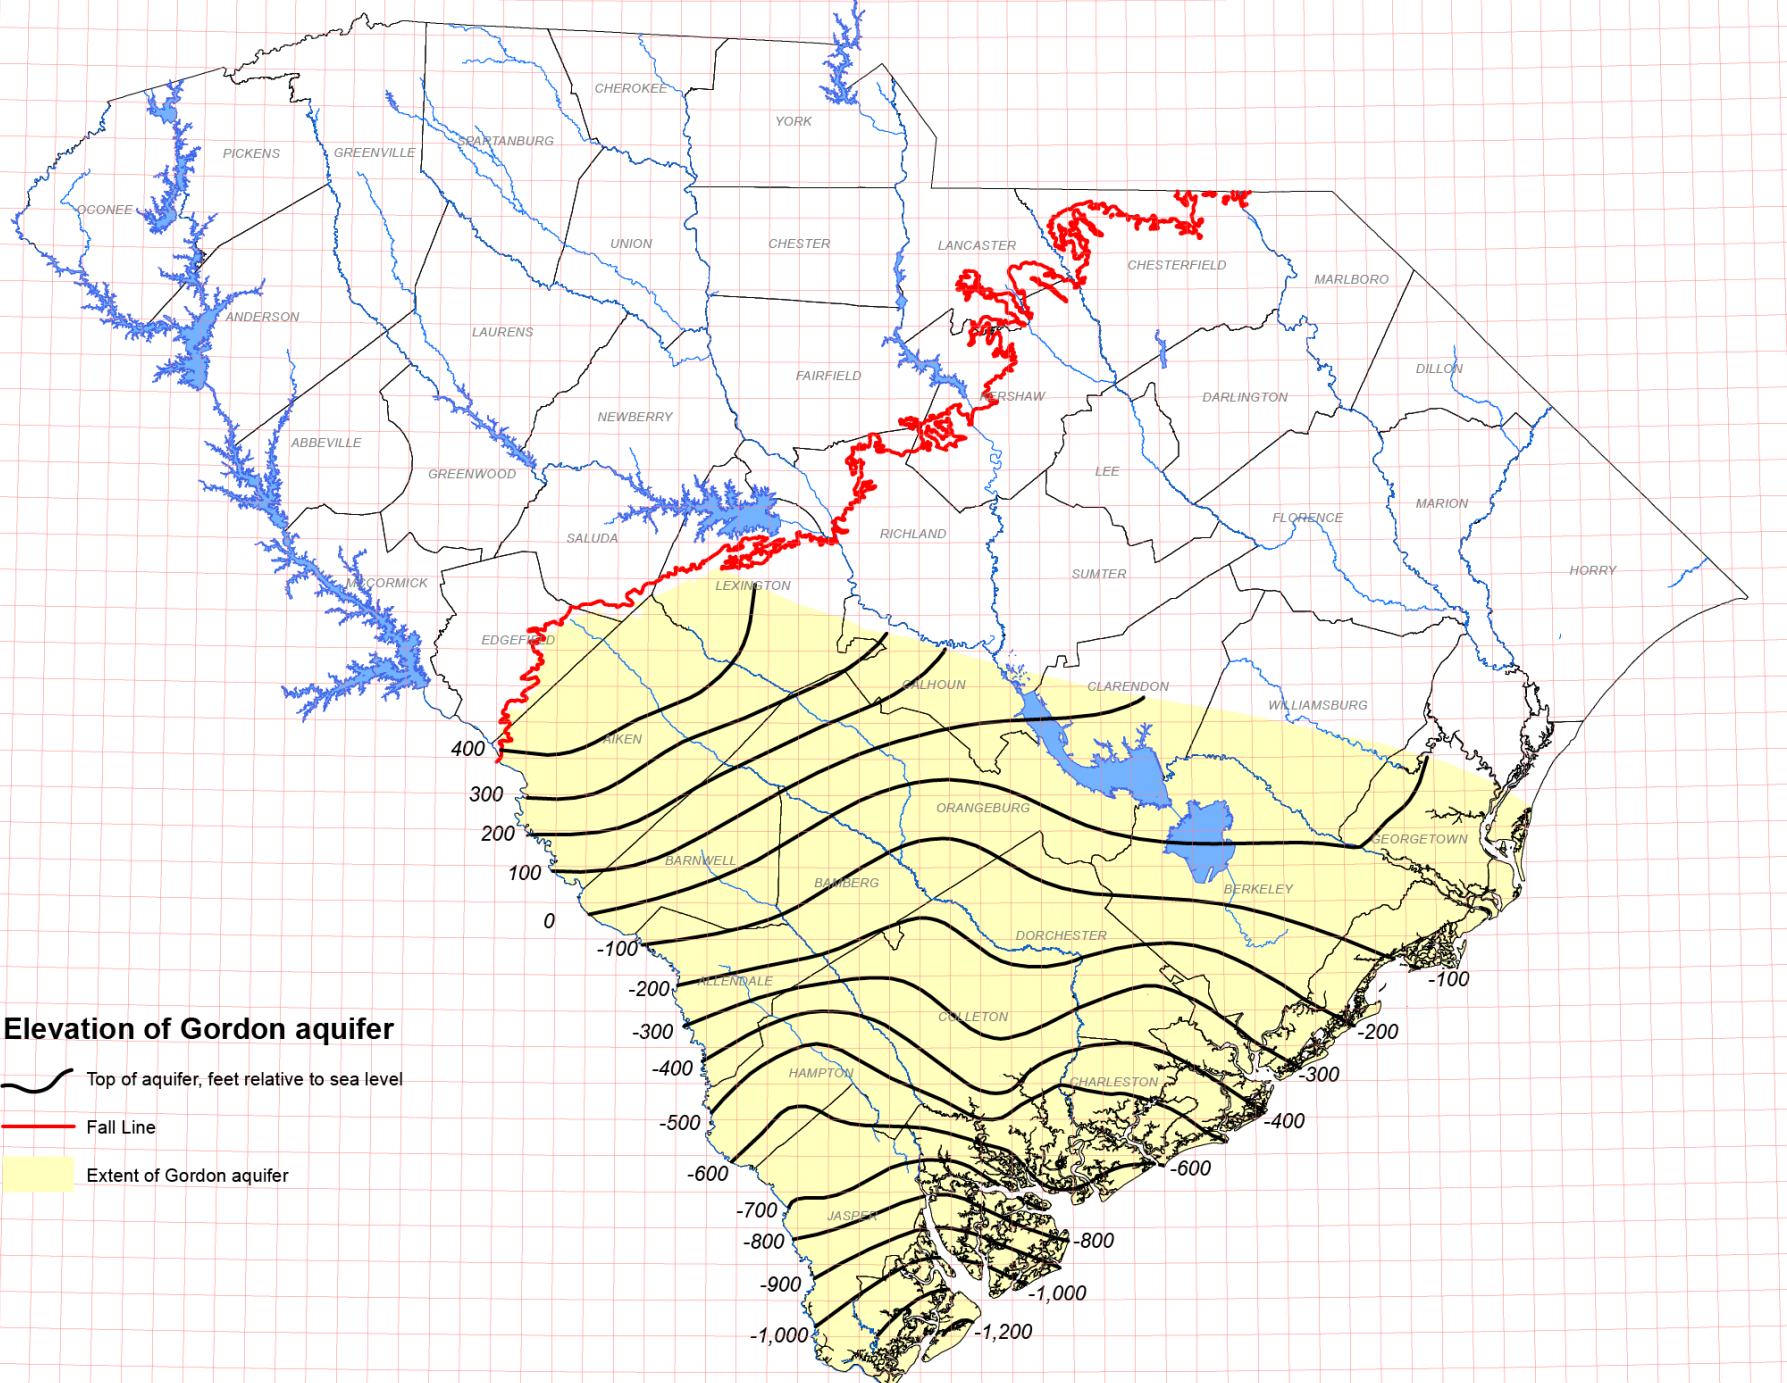 CHEROKEE
YORK
SPARTANBURG
PICKENS
GREENVILLE
OCONEE
UNION
CHESTER
LANCASTER
CHESTERFIELD
MARLBORO
ANDERSON
LAURENS
FAIRFIELD
KERSHAW
DARLINGTON
DILLON
NEWBERRY
ABBEVILLE
GREENWOOD
LEE
MARION
FLORENCE
RICHLAND
SALUDA
SUMTER
HORRY
MCCORMICK
LEXINGTON
EDGEFIELD
CALHOUN
CLARENDON
WILLIAMSBURG
AIKEN
400
300
ORANGEBURG
200
GEORGETOWN
BARNWELL
100
BAMBERG
BERKELEY
0
DORCHESTER
-100
-100
ALLENDALE
-200
COLLETON
Elevation of Gordon aquifer
-300
-200
-400
HAMPTON
-300
Top of aquifer, feet relative to sea level
CHARLESTON
-500
-400
Fall Line
-600
-600
Extent of Gordon aquifer
-700
JASPER
-800
-800
-900
-1,000
-1,000
-1,200